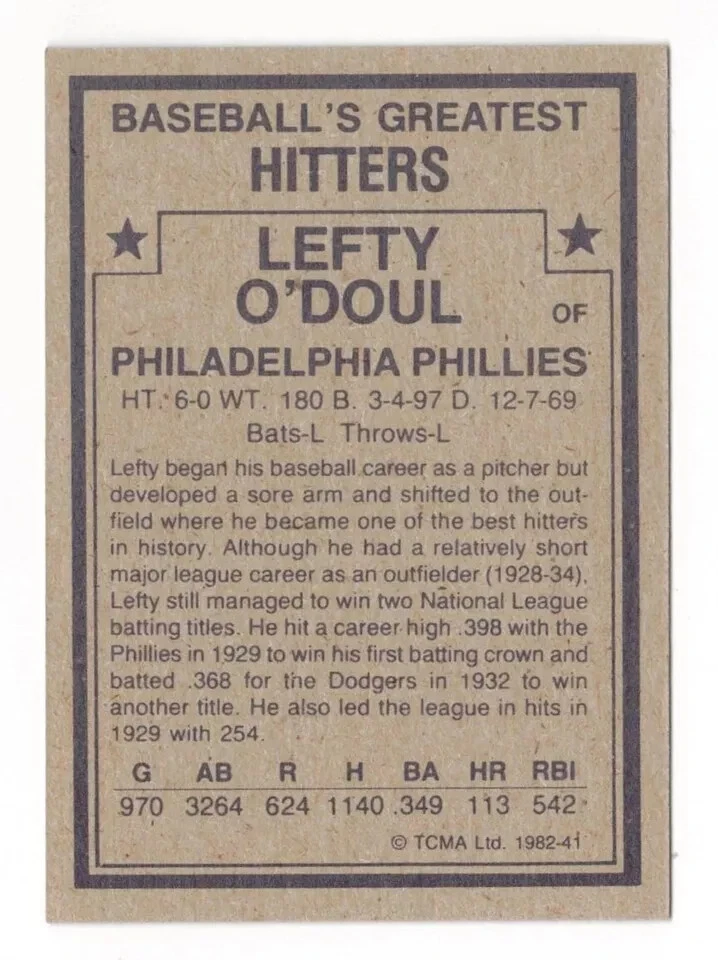 BASEBALL'S GREATEST
HITTERS
LEFTY
O'DOUL OF
PHILADELPHIA PHILLIES
HT. 6-0 WT. 180 B. 3-4-97 D. 12-7-69
Bats-L Throws-L
Lefty began his baseball career as a pitcher but
developed a sore arm and shifted to the out-
field where he became one of the best hitters
in history. Although he had a relatively short
major league career as an outfielder (1928-34),
Lefty still managed to win two National League
batting titles. He hit a career high .398 with the
Phillies in 1929 to win his first batting crown and
batted .368 for the Dodgers in 1932 to win
another title. He also led the league in hits in
1929 with 254.
G AB R H BA HR RBI
970 3264 624 1140 .349 113 542
© TCMA Ltd. 1982-41